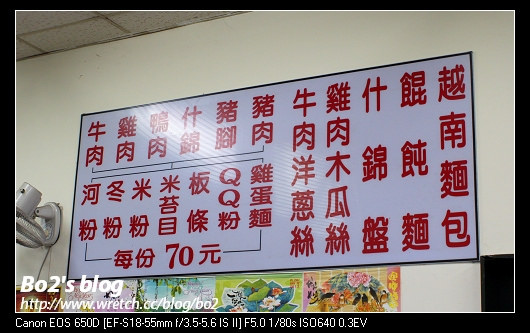 越南麵包
餛飩麵
什錦盤
雞肉木瓜絲
牛肉洋蔥絲
豬肉
豬腳
什錦
鴨肉
雞肉
牛肉
雞蛋麵
QQ粉
板條
米苔目
米粉
冬粉
河粉
每份70元
Bo2's blog
http://www.wretch.cc/blog/bo2
Canon EOS 650D [EF-S18-55mm f/3.5-5.6 IS II] F5.0 1/80s ISO640 0.3EV